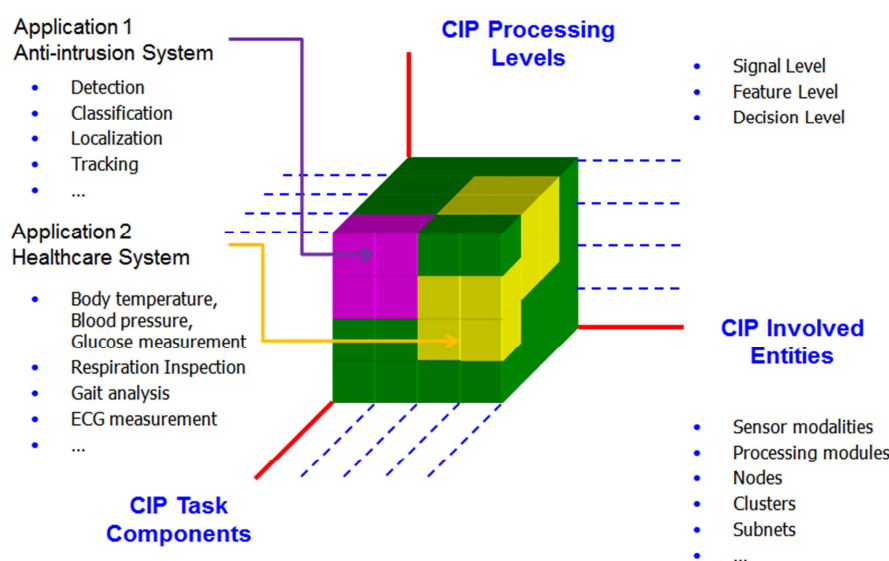 Application 1
Anti-intrusion System
• Detection
• Classification
• Localization
• Tracking
• ...
Application 2
Healthcare System
• Body temperature,
Blood pressure,
Glucose measurement
• Respiration Inspection
• Gait analysis
• ECG measurement
• ...
CIP Processing
Levels
• Signal Level
• Feature Level
• Decision Level
CIP Involved
Entities
• Sensor modalities
• Processing modules
• Nodes
• Clusters
• Subnets
• ...
CIP Task
Components